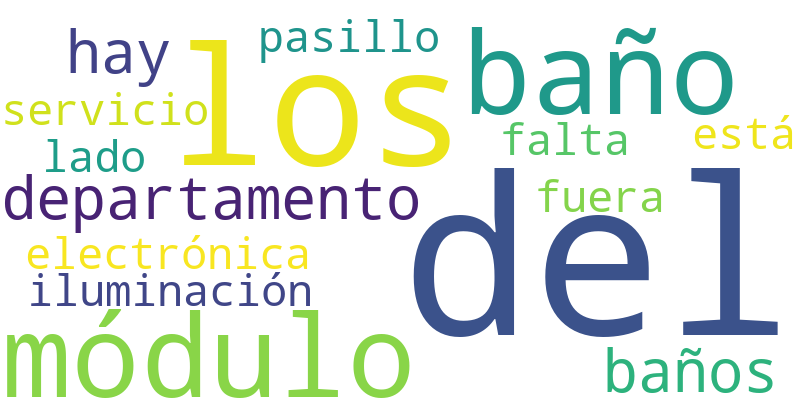 hay
los
pasillo
baño
servicio
falta
está
lado
departamento
fuera
del
electrónica
iluminación
módulo
baños